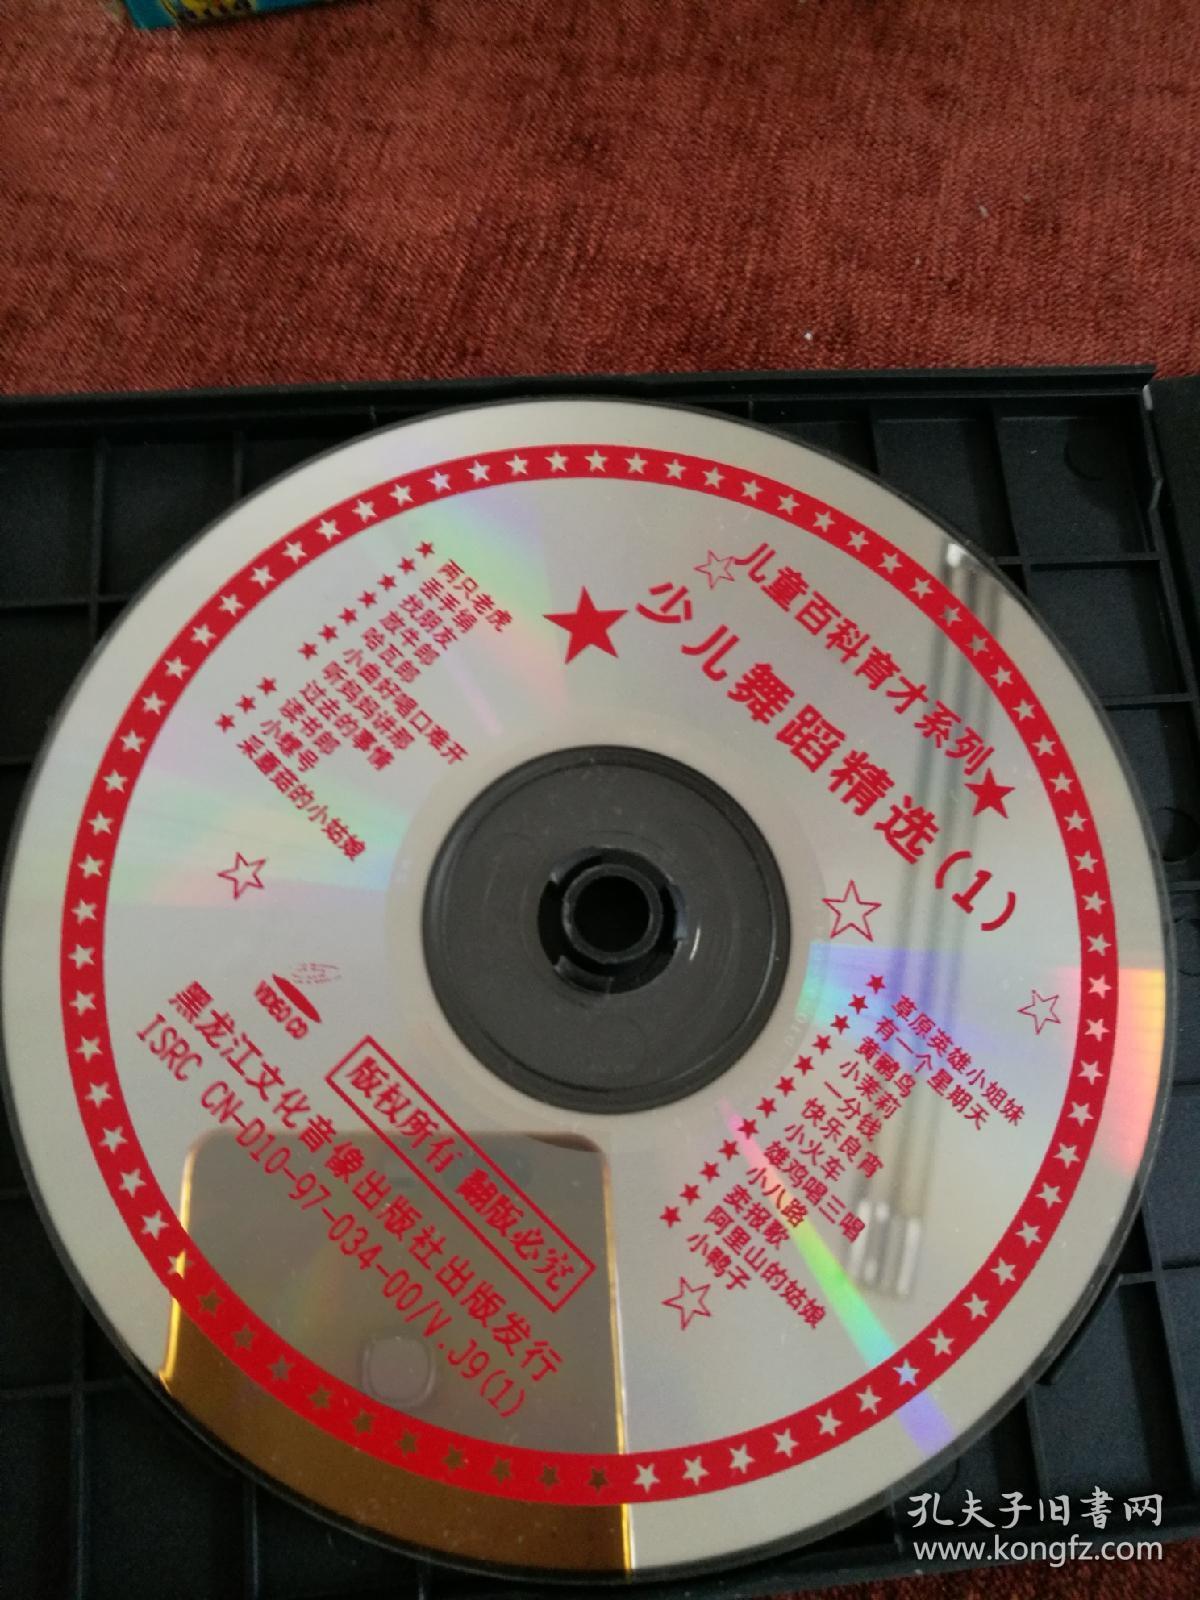 儿童百科育才系列
少儿舞蹈精选(1)
两只老虎
丢手绢
找朋友
放牛郎
哈瓦那
小曲好唱口难开
听妈妈讲那
过去的事情
读书郎
小螺号
采蘑菇的小姑娘
草原英雄小姐妹
有一个星期天
黄鹂鸟
小茉莉
一分钱
快乐良宵
小火车
雄鸡唱三唱
小八路
卖报歌
阿里山的姑娘
小鸭子
VIDEO CD
版权所有 翻版必究
黑龙江文化音像出版社出版发行
ISRC CN-D10-97-034-00/V.J9(1)
孔夫子旧书网
www.kongfz.com